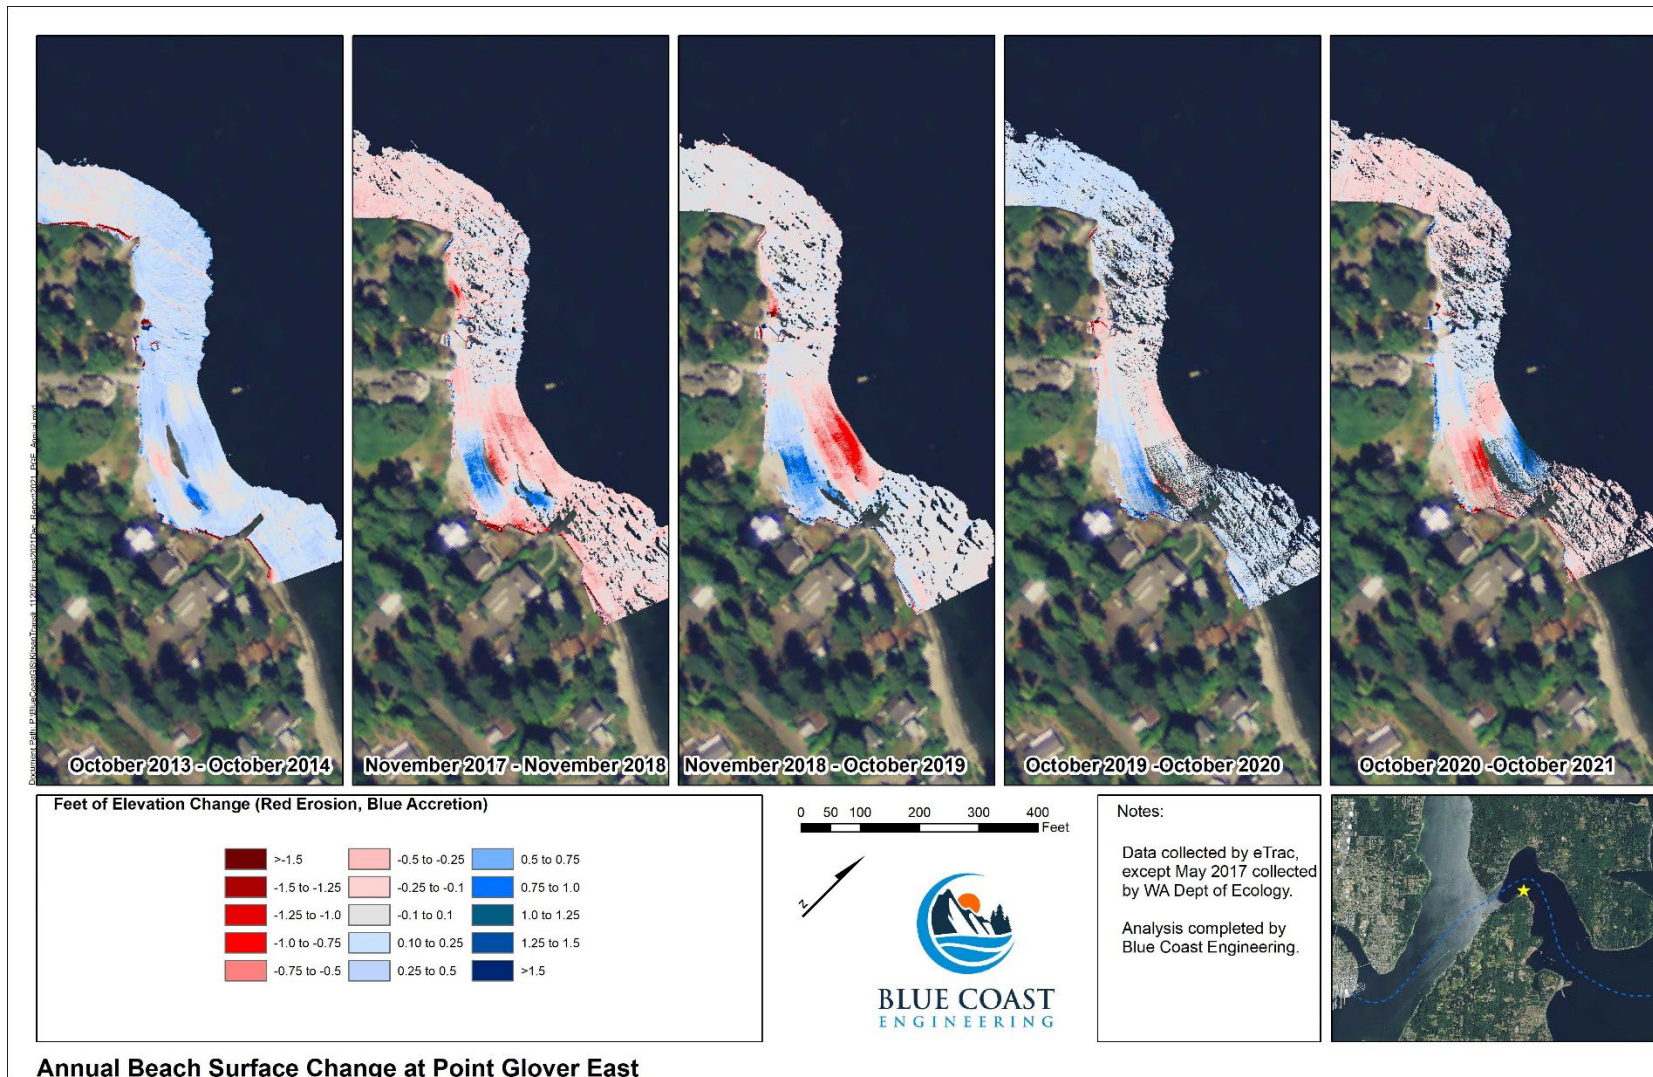 October 2013 - October 2014
November 2017 - November 2018
November 2018 - October 2019
October 2019 -October 2020
October 2020 -October 2021
Feet of Elevation Change (Red Erosion, Blue Accretion)
>-1.5
-1.5 to -1.25
-1.25 to -1.0
-1.0 to -0.75
-0.75 to -0.5
-0.5 to -0.25
-0.25 to -0.1
-0.1 to 0.1
0.10 to 0.25
0.25 to 0.5
0.5 to 0.75
0.75 to 1.0
1.0 to 1.25
1.25 to 1.5
>1.5
0 50 100 200 300 400
Feet
N
BLUE COAST
ENGINEERING
Notes:
Data collected by eTrac,
except May 2017 collected
by WA Dept of Ecology.
Analysis completed by
Blue Coast Engineering.
Annual Beach Surface Change at Point Glover East